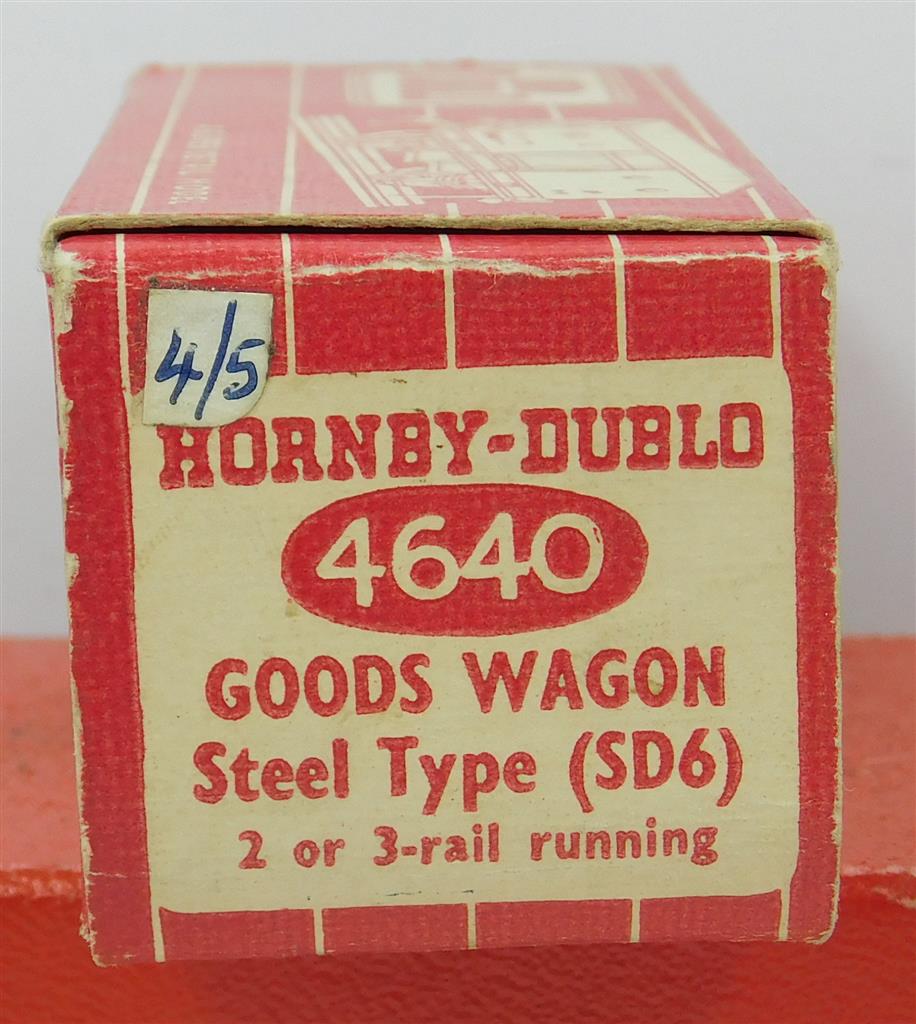 4/5
HORNBY-DUBLO
4640
GOODS WAGON
Steel Type (SD6)
2 or 3-rail running